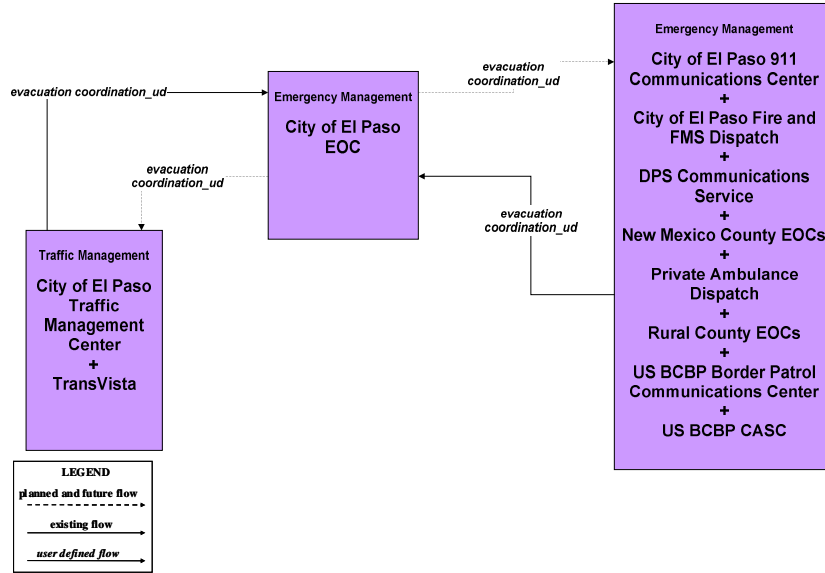 Emergency Management
City of El Paso 911
Communications Center
+
City of El Paso Fire and
FMS Dispatch
+
DPS Communications
Service
+
New Mexico County EOCs
+
Private Ambulance
Dispatch
+
Rural County EOCs
+
US BCBP Border Patrol
Communications Center
+
US BCBP CASC
evacuation
coordination_ud
evacuation coordination_ud
Emergency Management
City of El Paso
EOC
evacuation
coordination_ud
evacuation
coordination_ud
Traffic Management
City of El Paso
Traffic
Management
Center
+
TransVista
LEGEND
planned and future flow
existing flow
user defined flow